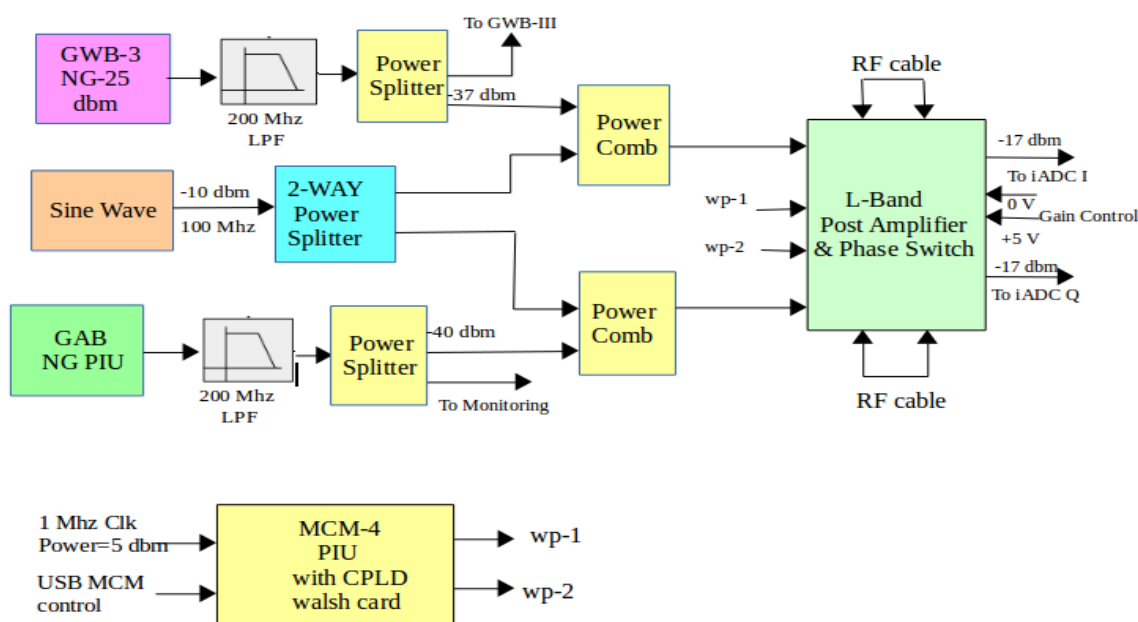 To GWB-III
GWB-3
NG-25
dbm
200 Mhz
LPF
Power
Splitter
-37 dbm
Power
Comb
RF cable
-17 dbm
To iADC I
0 V
Gain Control
+5 V
-17 dbm
To iADC Q
L-Band
Post Amplifier
& Phase Switch
wp-1
wp-2
Sine Wave
-10 dbm
100 Mhz
2-WAY
Power
Splitter
GAB
NG PIU
200 Mhz
LPF
Power
Splitter
-40 dbm
To Monitoring
Power
Comb
RF cable
1 Mhz Clk
Power=5 dbm
USB MCM
control
MCM-4
PIU
with CPLD
walsh card
wp-1
wp-2